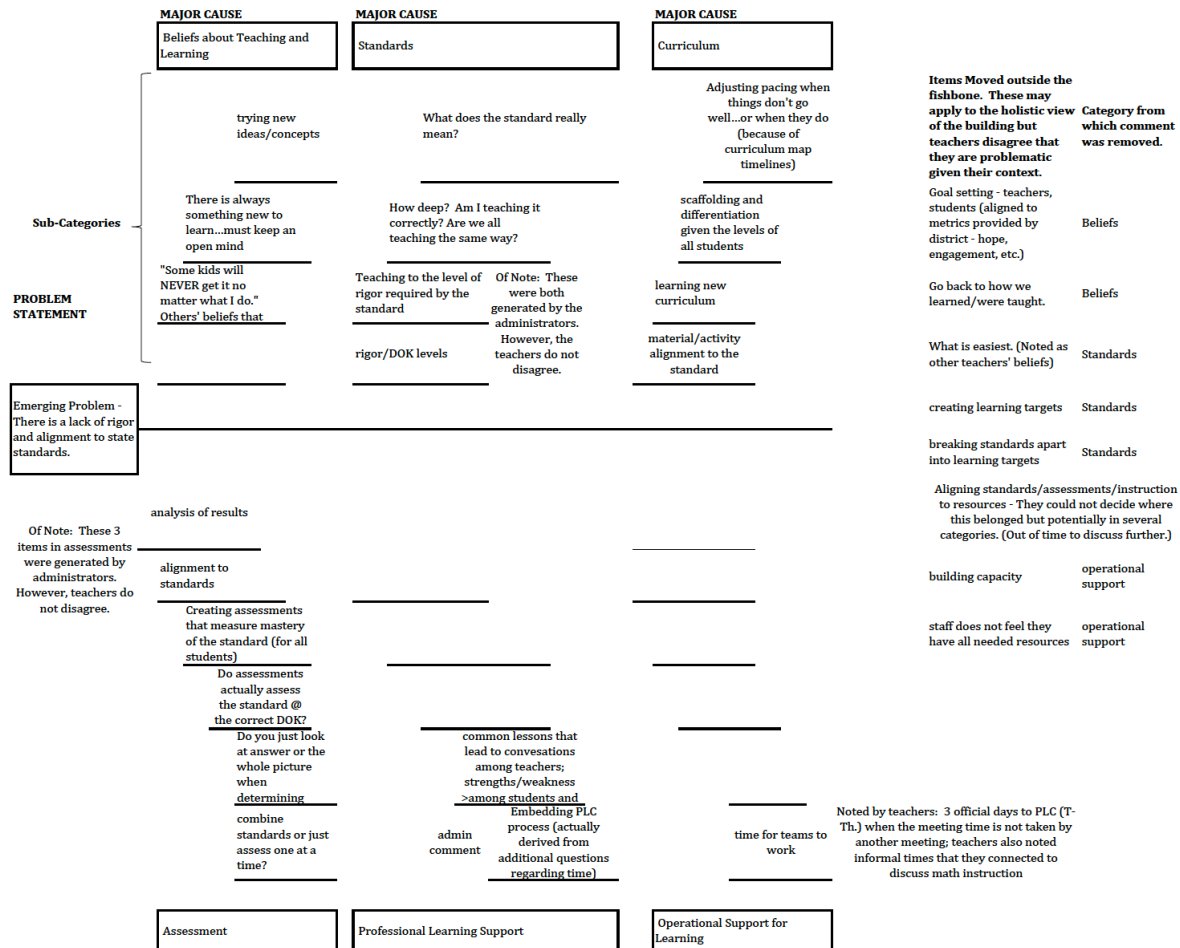 MAJOR CAUSE
MAJOR CAUSE
MAJOR CAUSE
Beliefs about Teaching and
Learning
Standards
Curriculum
trying new
ideas/concepts
What does the standard really
mean?
Adjusting pacing when
things don't go
well...or when they do
(because of
curriculum map
timelines)
Items Moved outside the
fishbone. These may
apply to the holistic view
of the building but
teachers disagree that
they are problematic
given their context.
Category from
which comment
was removed.
Sub-Categories
There is always
something new to
learn...must keep an
open mind
How deep? Am I teaching it
correctly? Are we all
teaching the same way?
scaffolding and
differentiation
given the levels of
all students
Goal setting - teachers,
students (aligned to
metrics provided by
district - hope,
engagement, etc.)
Beliefs
PROBLEM
STATEMENT
"Some kids will
NEVER get it no
matter what I do."
Others' beliefs that
Teaching to the level of
rigor required by the
standard
Of Note: These
were both
generated by the
administrators.
However, the
teachers do not
disagree.
learning new
curriculum
Go back to how we
learned/were taught.
Beliefs
rigor/DOK levels
material/activity
alignment to the
standard
What is easiest. (Noted as
other teachers' beliefs)
Standards
Emerging Problem -
There is a lack of rigor
and alignment to state
standards.
creating learning targets
Standards
breaking standards apart
into learning targets
Standards
Aligning standards/assessments/instruction
to resources - They could not decide where
this belonged but potentially in several
categories. (Out of time to discuss further.)
Of Note: These 3
items in assessments
were generated by
administrators.
However, teachers do
not disagree.
analysis of results
alignment to
standards
building capacity
operational
support
Creating assessments
that measure mastery
of the standard (for all
students)
staff does not feel they
have all needed resources
operational
support
Do assessments
actually assess
the standard @
the correct DOK?
Do you just look
at answer or the
whole picture
when
determining
common lessons that
lead to convesations
among teachers;
strengths/weakness
>among students and
combine
standards or just
assess one at a
time?
admin
comment
Embedding PLC
process (actually
derived from
additional questions
regarding time)
time for teams to
work
Noted by teachers: 3 official days to PLC (T-
Th.) when the meeting time is not taken by
another meeting; teachers also noted
informal times that they connected to
discuss math instruction
Assessment
Professional Learning Support
Operational Support for
Learning